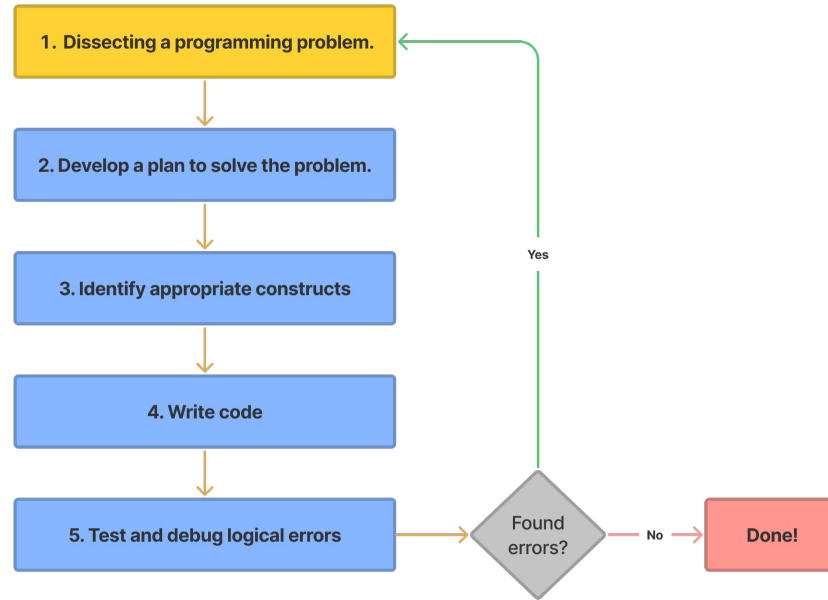 1. Dissecting a programming problem.
2. Develop a plan to solve the problem.
Yes
3. Identify appropriate constructs
4. Write code
5. Test and debug logical errors
Found
errors?
No
Done!